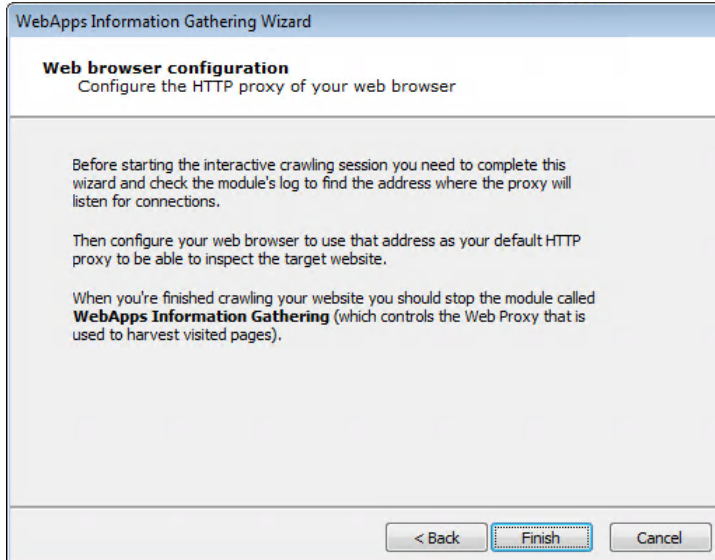 WebApps Information Gathering Wizard
Web browser configuration
Configure the HTTP proxy of your web browser
Before starting the interactive crawling session you need to complete this
wizard and check the module's log to find the address where the proxy will
listen for connections.
Then configure your web browser to use that address as your default HTTP
proxy to be able to inspect the target website.
When you're finished crawling your website you should stop the module called
WebApps Information Gathering (which controls the Web Proxy that is
used to harvest visited pages).
< Back
Finish
Cancel